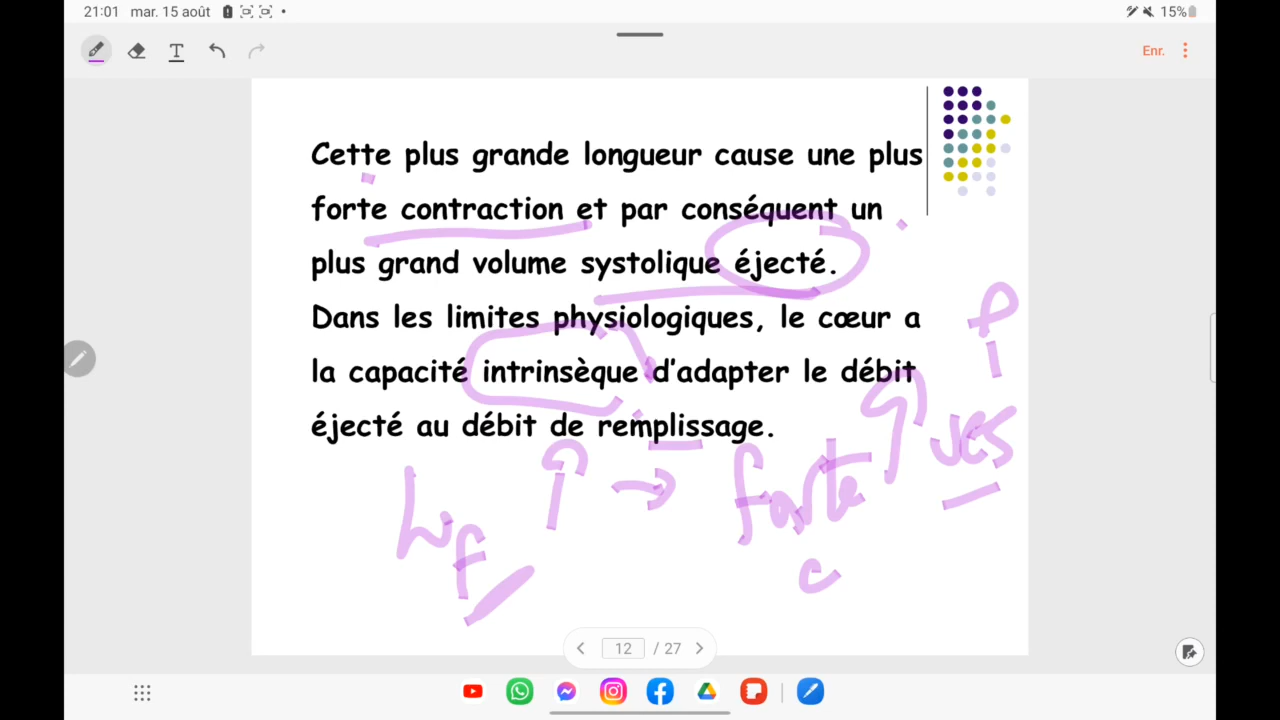 21:01 mar. 15 août
15%
T
Enr.
Cette plus grande longueur cause une plus
forte contraction et par conséquent un
plus grand volume systolique éjecté.
Dans les limites physiologiques, le cœur a
la capacité intrinsèque d'adapter le débit
éjecté au débit de remplissage.
forte
c
12 / 27